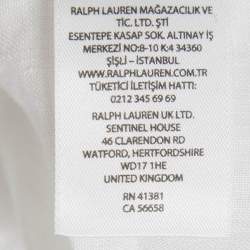 RALPH LAUREN MAĞAZACILIK VE
TİC. LTD. ŞTİ
ESENTEPE KASAP SOK. ALTINAY İŞ
MERKEZİ NO:8-10 K:4 34360
ŞİŞLİ – İSTANBUL
WWW.RALPHLAUREN.COM.TR
TÜKETİCİ İLETİŞİM HATTI:
0212 345 69 69
RALPH LAUREN UK LTD.
SENTINEL HOUSE
46 CLARENDON RD
WATFORD, HERTFORDSHIRE
WD17 1HE
UNITED KINGDOM
RN 41381
CA 56658